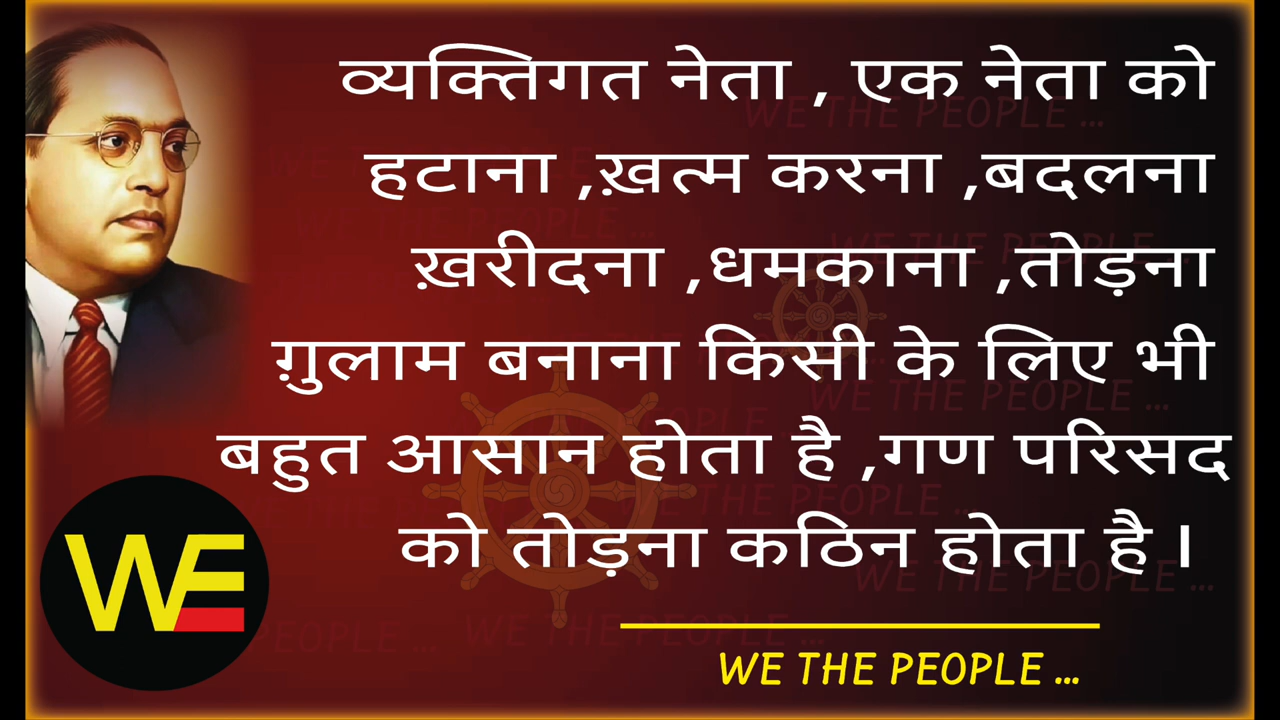 व्यक्तिगत नेता , एक नेता को
हटाना ,ख़त्म करना ,बदलना
ख़रीदना ,धमकाना ,तोड़ना
ग़ुलाम बनाना किसी के लिए भी
बहुत आसान होता है ,गण परिसद
को तोड़ना कठिन होता है ।
WE
WE THE PEOPLE ...